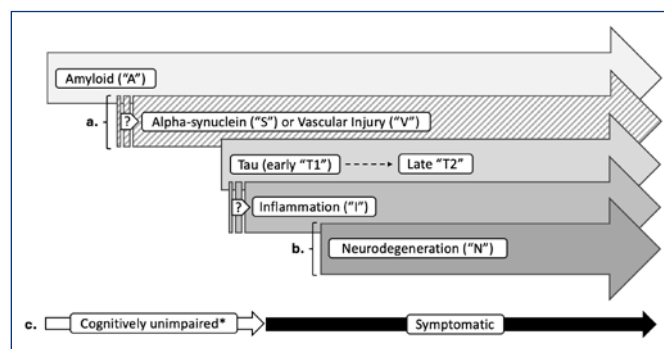 Amyloid ("A")
a.
? Alpha-synuclein ("S") or Vascular Injury ("V")
Tau (early "T1") Late "T2"
? Inflammation ("I")
b.
Neurodegeneration ("N")
c. Cognitively unimpaired* Symptomatic